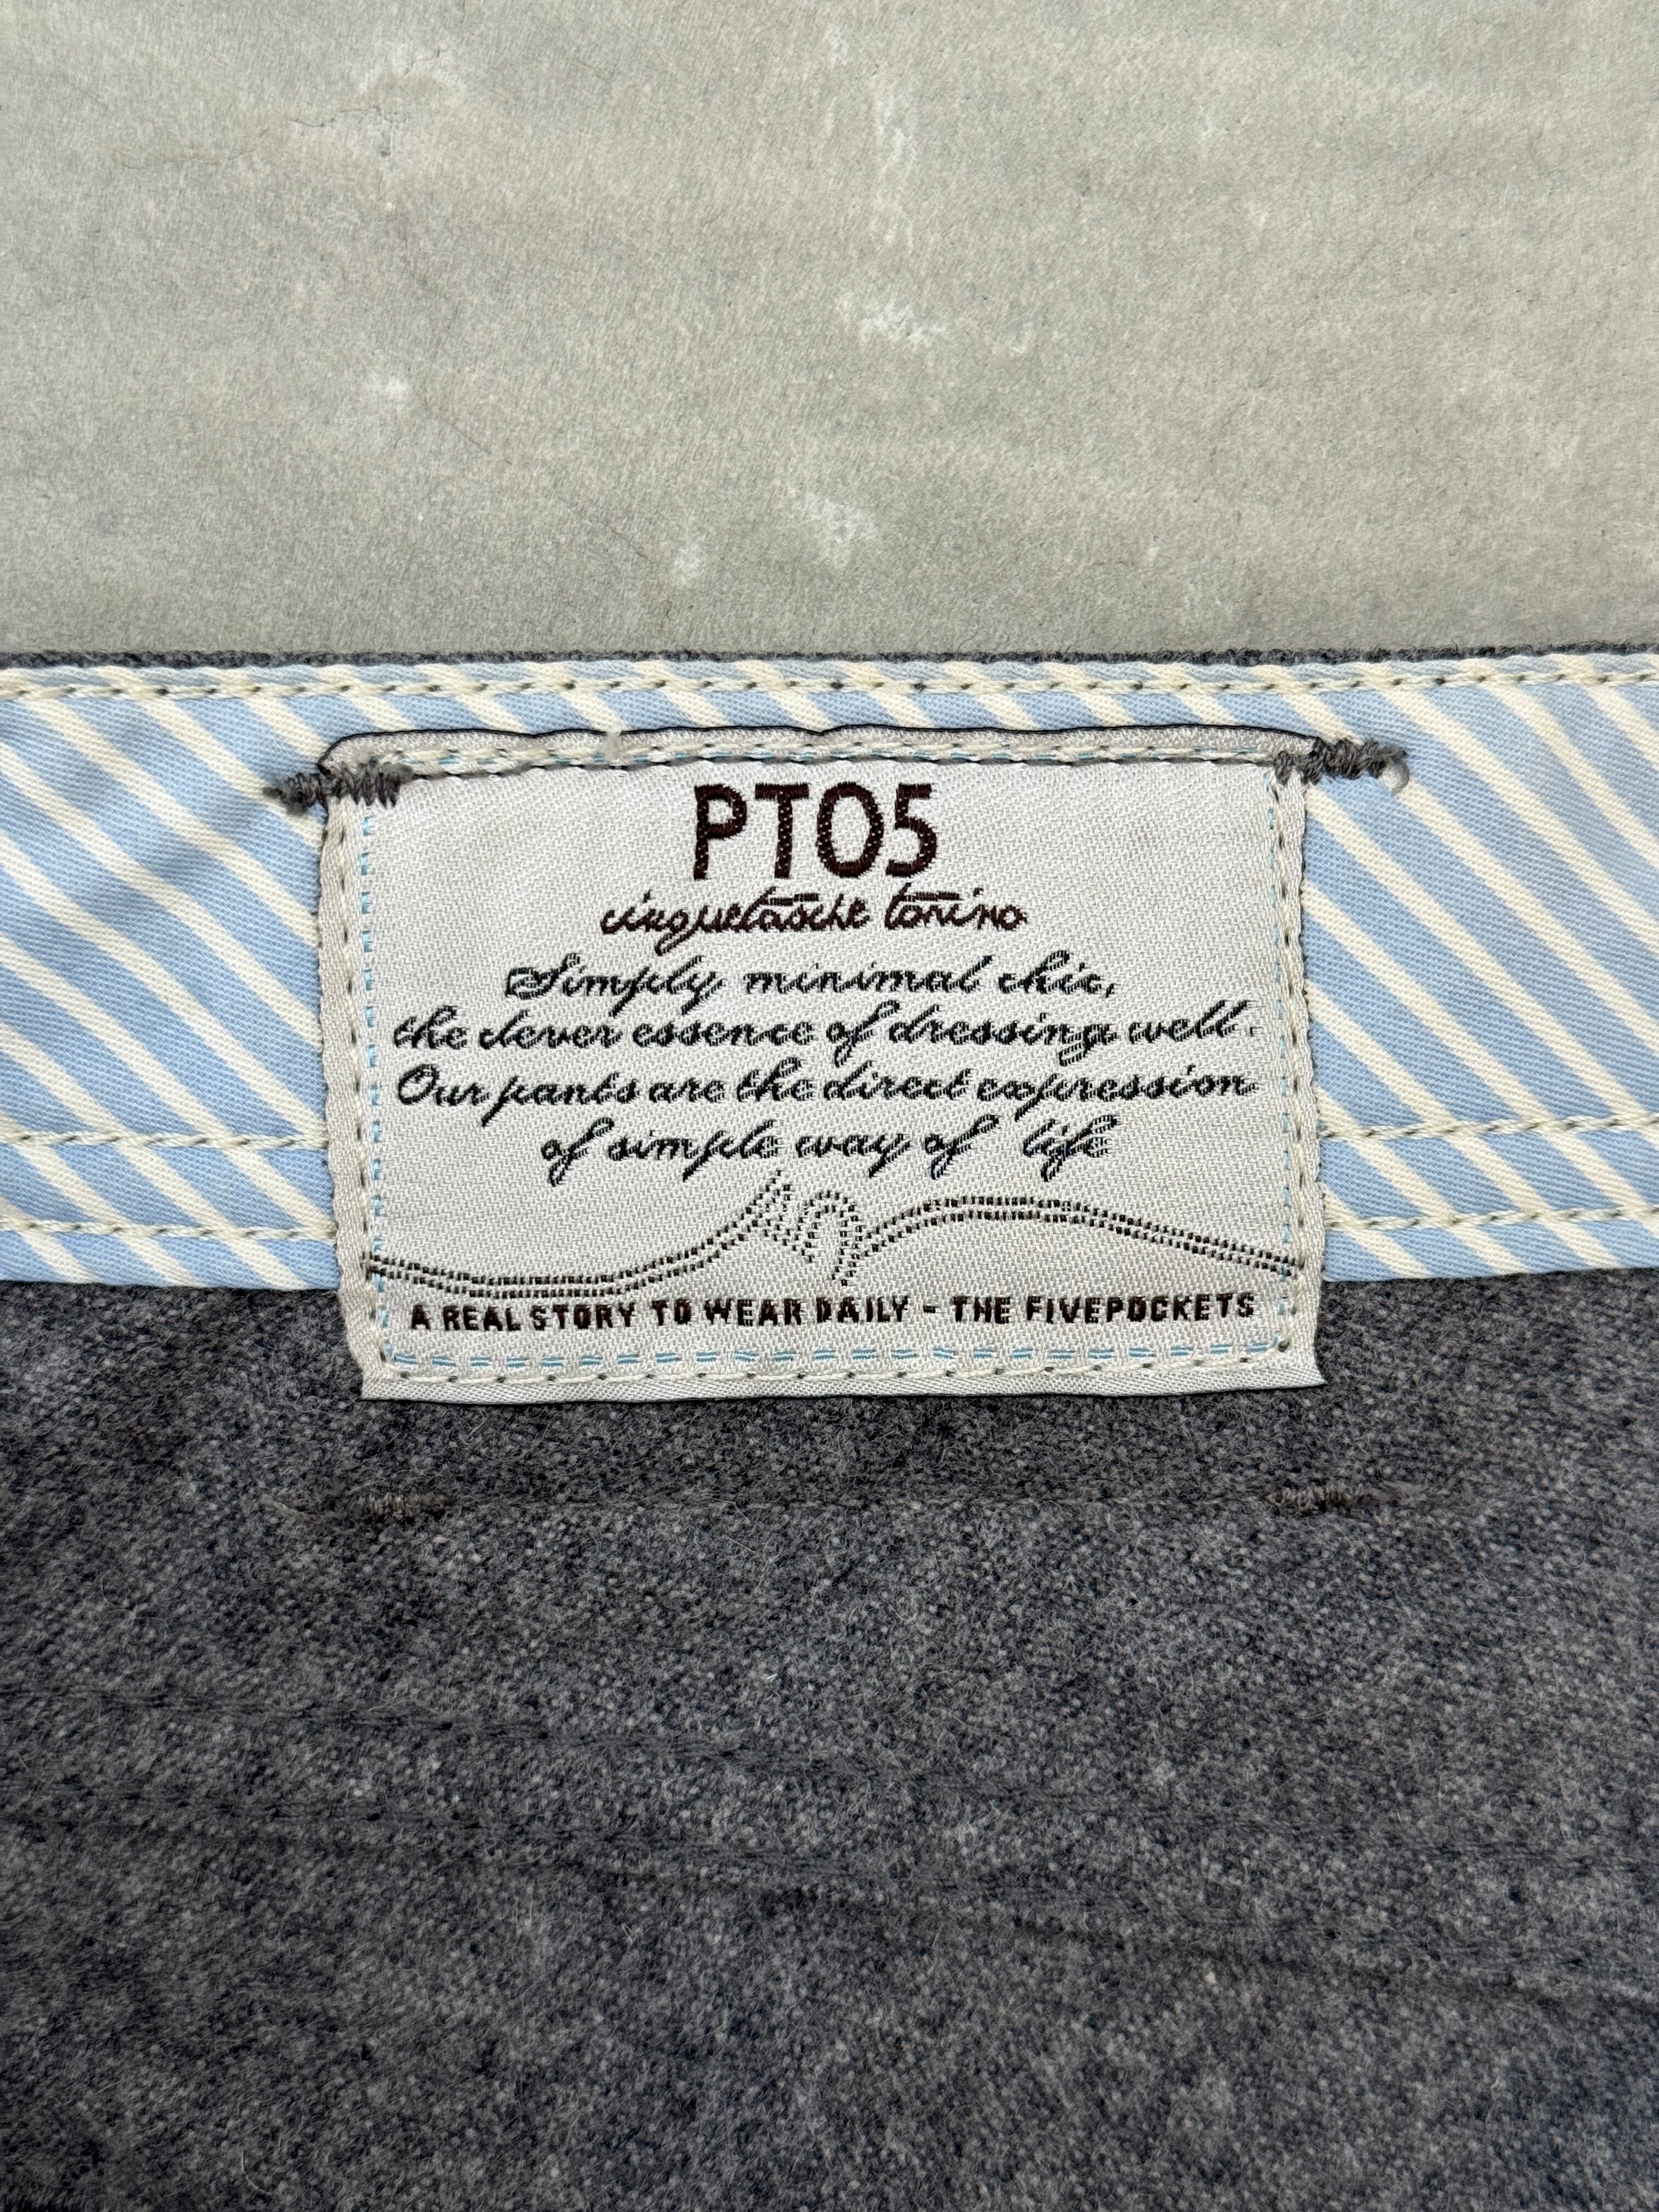 PT05
cinquetasche torino
Simply minimal chic,
the clever essence of dressing well.
Our pants are the direct expression
of simple way of life
A REAL STORY TO WEAR DAILY - THE FIVEPOCKETS